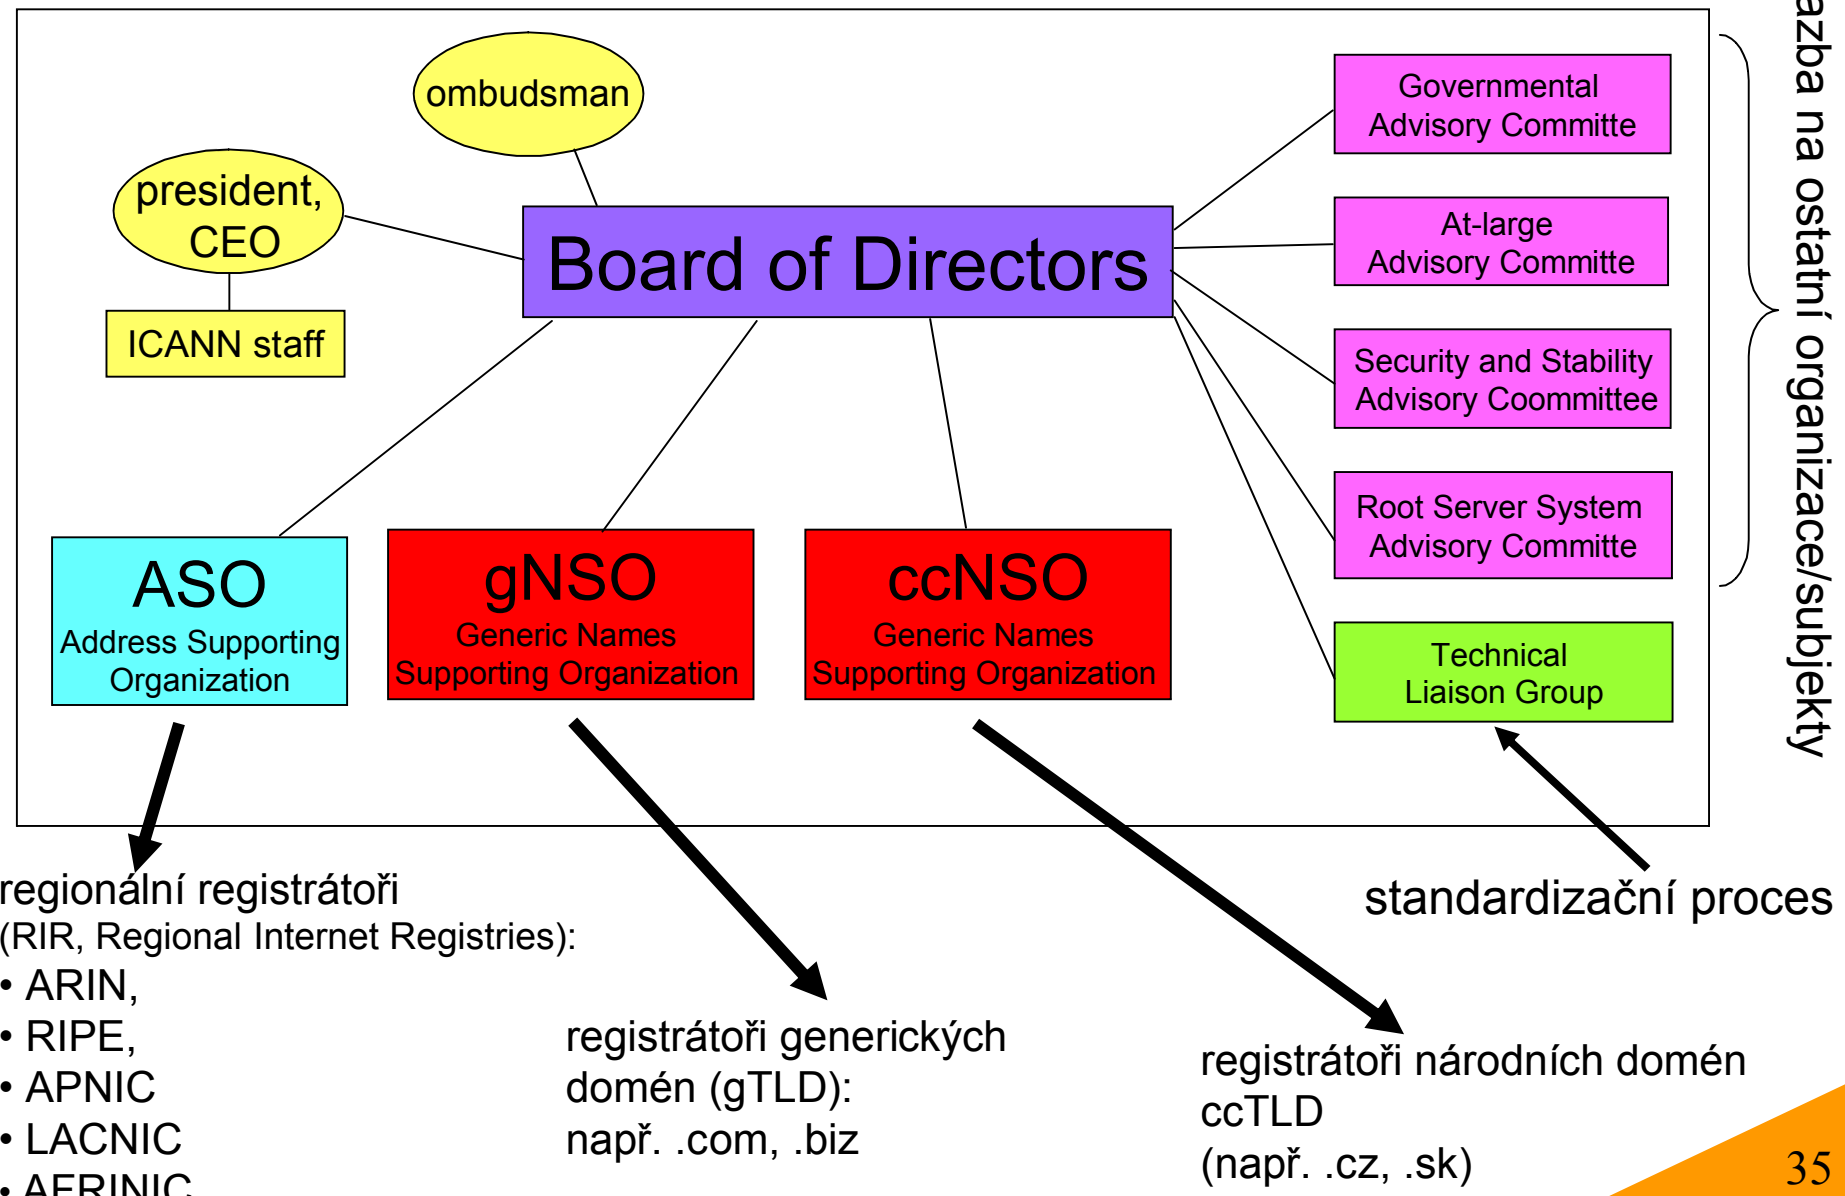 ombudsman
president,
CEO
ICANN staff
Board of Directors
Governmental
Advisory Committe
At-large
Advisory Committe
Security and Stability
Advisory Coommittee
Root Server System
Advisory Committe
Technical
Liaison Group
ASO
Address Supporting
Organization
gNSO
Generic Names
Supporting Organization
ccNSO
Generic Names
Supporting Organization
azba na ostatní organizace/subjekty
standardizační proces
regionální registrátoři
(RIR, Regional Internet Registries):
• ARIN,
• RIPE,
• APNIC
• LACNIC
• AFRINIC
registrátoři generických
domén (gTLD):
např. .com, .biz
registrátoři národních domén
ccTLD
(např. .cz, .sk)
35